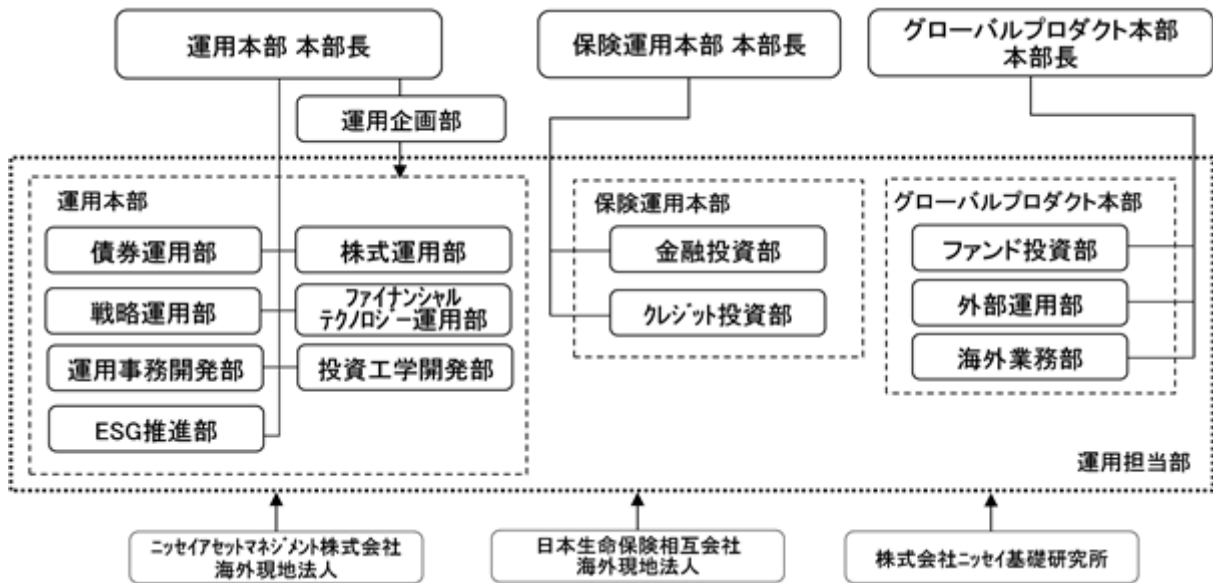 運用本部 本部長
保険運用本部 本部長
グローバルプロダクト本部
本部長
運用企画部
運用本部
債券運用部
株式運用部
戦略運用部
ファイナンシャル
テクノロジー運用部
運用事務開発部
投資工学開発部
ESG推進部
保険運用本部
金融投資部
クレジット投資部
グローバルプロダクト本部
ファンド投資部
外部運用部
海外業務部
運用担当部
ニッセイアセットマネジメント株式会社
海外現地法人
日本生命保険相互会社
海外現地法人
株式会社ニッセイ基礎研究所